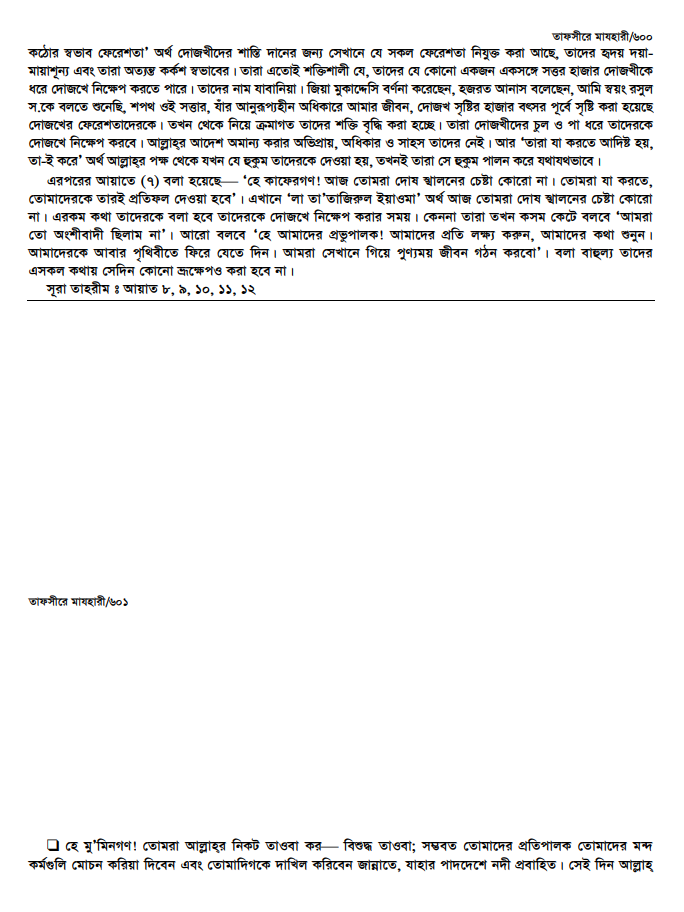 তাফসীরে মাযহারী/৬০০
কঠোর স্বভাব ফেরেশতা’ অর্থ দোজখীদের শাস্তি দানের জন্য সেখানে যে সকল ফেরেশতা নিযুক্ত করা আছে, তাদের হৃদয় দয়া-
মায়াশূন্য এবং তারা অত্যন্ত কর্কশ স্বভাবের। তারা এতোই শক্তিশালী যে, তাদের যে কোনো একজন একসঙ্গে সত্তর হাজার দোজখীকে
ধরে দোজখে নিক্ষেপ করতে পারে। তাদের নাম যাবানিয়া। জিয়া মুকাদ্দেসি বর্ণনা করেছেন, হজরত আনাস বলেছেন, আমি স্বয়ং রসুল
স.কে বলতে শুনেছি, শপথ ওই সত্তার, যাঁর আনুরূপ্যহীন অধিকারে আমার জীবন, দোজখ সৃষ্টির হাজার বৎসর পূর্বে সৃষ্টি করা হয়েছে
দোজখের ফেরেশতাদেরকে। তখন থেকে নিয়ে ক্রমাগত তাদের শক্তি বৃদ্ধি করা হচ্ছে। তারা দোজখীদের চুল ও পা ধরে তাদেরকে
দোজখে নিক্ষেপ করবে। আল্লাহ্‌র আদেশ অমান্য করার অভিপ্রায়, অধিকার ও সাহস তাদের নেই। আর ‘তারা যা করতে আদিষ্ট হয়,
তা-ই করে’ অর্থ আল্লাহ্‌র পক্ষ থেকে যখন যে হুকুম তাদেরকে দেওয়া হয়, তখনই তারা সে হুকুম পালন করে যথাযথভাবে।
এরপরের আয়াতে (৭) বলা হয়েছে— ‘হে কাফেরগণ! আজ তোমরা দোষ স্খালনের চেষ্টা কোরো না। তোমরা যা করতে,
তোমাদেরকে তারই প্রতিফল দেওয়া হবে’। এখানে ‘লা তা’তাজিরুল ইয়াওমা’ অর্থ আজ তোমরা দোষ স্খালনের চেষ্টা কোরো
না। এরকম কথা তাদেরকে বলা হবে তাদেরকে দোজখে নিক্ষেপ করার সময়। কেননা তারা তখন কসম কেটে বলবে ‘আমরা
তো অংশীবাদী ছিলাম না’। আরো বলবে ‘হে আমাদের প্রভুপালক! আমাদের প্রতি লক্ষ্য করুন, আমাদের কথা শুনুন।
আমাদেরকে আবার পৃথিবীতে ফিরে যেতে দিন। আমরা সেখানে গিয়ে পুণ্যময় জীবন গঠন করবো’। বলা বাহুল্য তাদের
এসকল কথায় সেদিন কোনো ভ্রূক্ষেপও করা হবে না।
সূরা তাহরীম ঃ আয়াত ৮, ৯, ১০, ১১, ১২
তাফসীরে মাযহারী/৬০১
❑ হে মু’মিনগণ! তোমরা আল্লাহ্‌র নিকট তাওবা কর— বিশুদ্ধ তাওবা; সম্ভবত তোমাদের প্রতিপালক তোমাদের মন্দ
কর্মগুলি মোচন করিয়া দিবেন এবং তোমাদিগকে দাখিল করিবেন জান্নাতে, যাহার পাদদেশে নদী প্রবাহিত। সেই দিন আল্লাহ্